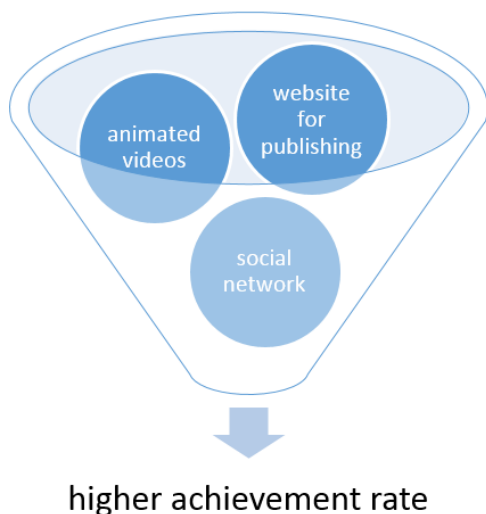 website
for
publishing
animated
videos
social
network
higher achievement rate